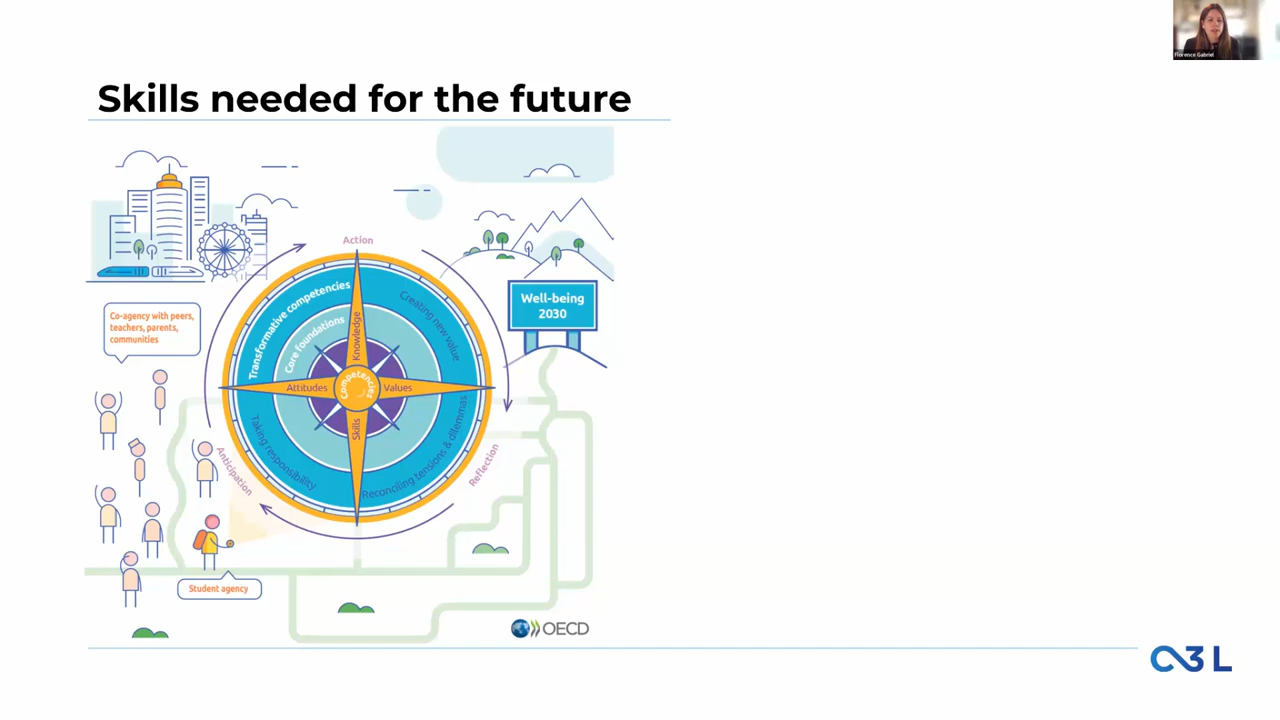 Florence Gabriel
Skills needed for the future
Action
Transformative competencies
Creating new value
Core foundations
Knowledge
Well-being
2030
Co-agency with peers,
teachers, parents,
communities
Attitudes
Competencies
Values
Skills
Taking responsibility
Reconciling tensions & dilemmas
Anticipation
Reflection
Student agency
OECD
C3L